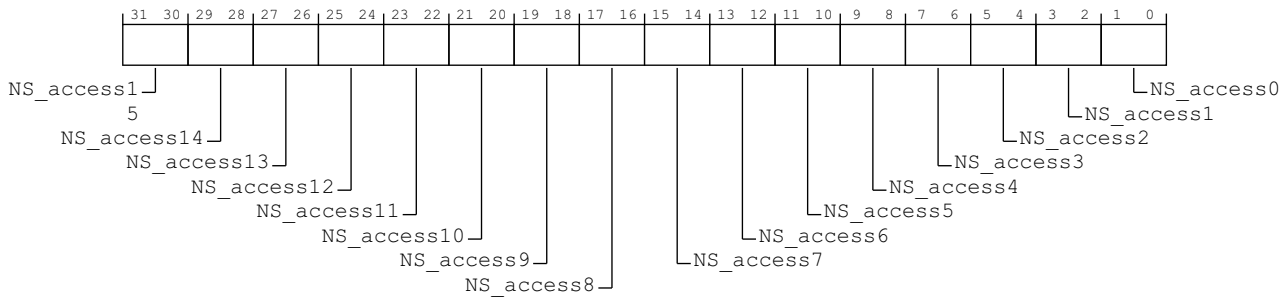 31 30 29 28 27 26 25 24 23 22 21 20 19 18 17 16 15 14 13 12 11 10 9 8 7 6 5 4 3 2 1 0
NS_access1 NS_access0
5 NS_access1
NS_access14 NS_access2
NS_access13 NS_access3
NS_access12 NS_access4
NS_access11 NS_access5
NS_access10 NS_access6
NS_access9 NS_access7
NS_access8